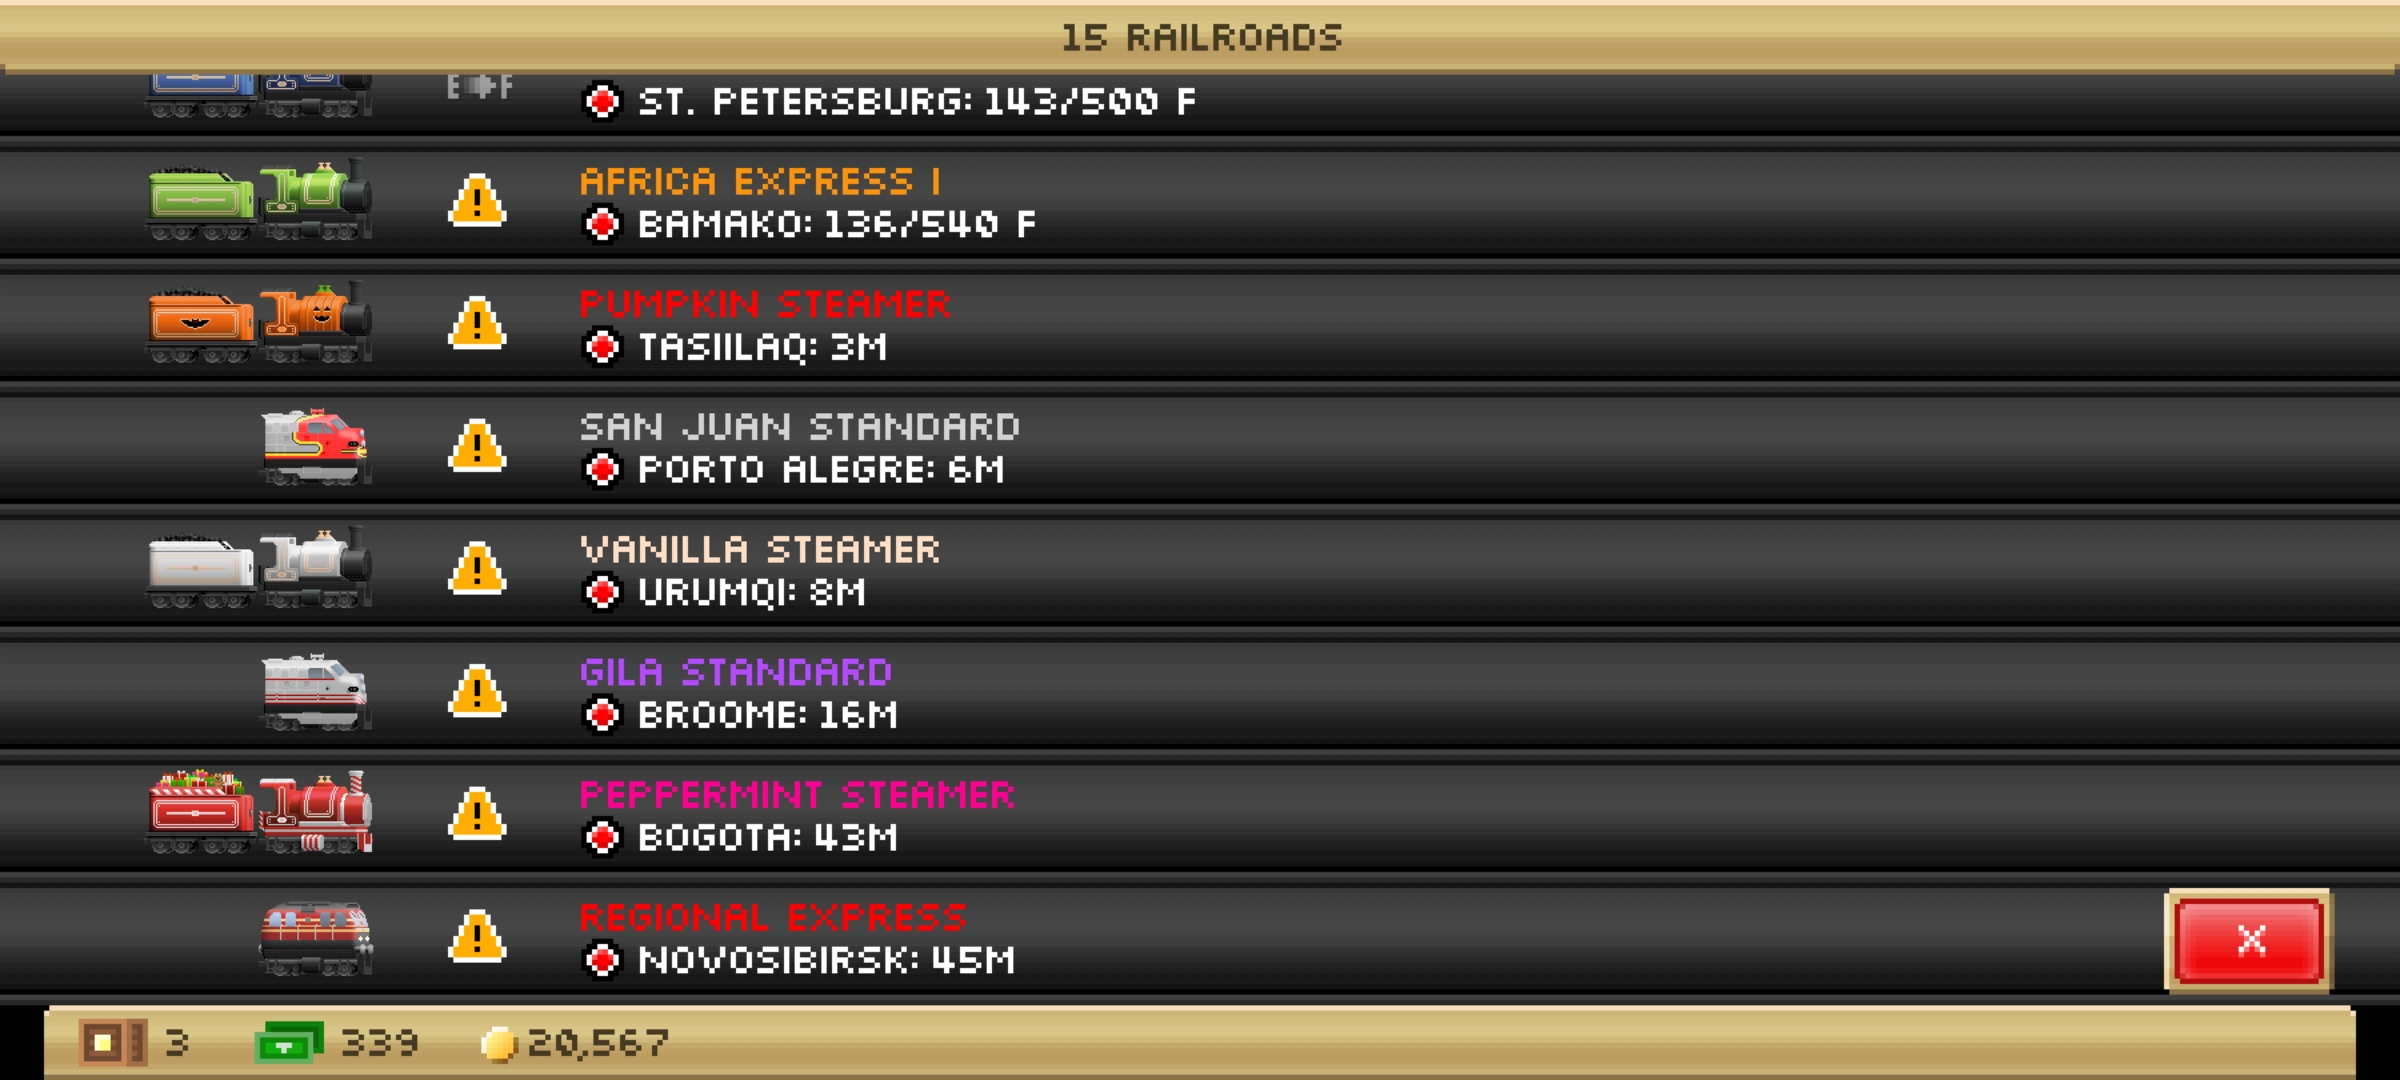 15 RAILROADS
E F
ST. PETERSBURG: 143/500 F
AFRICA EXPRESS I
BAMAKO: 136/540 F
PUMPKIN STEAMER
TASIILAQ: 3M
SAN JUAN STANDARD
PORTO ALEGRE: 6M
VANILLA STEAMER
URUMQI: 8M
GILA STANDARD
BROOME: 16M
PEPPERMINT STEAMER
BOGOTA: 43M
REGIONAL EXPRESS
NOVOSIBIRSK: 45M
X
3 339 20,567